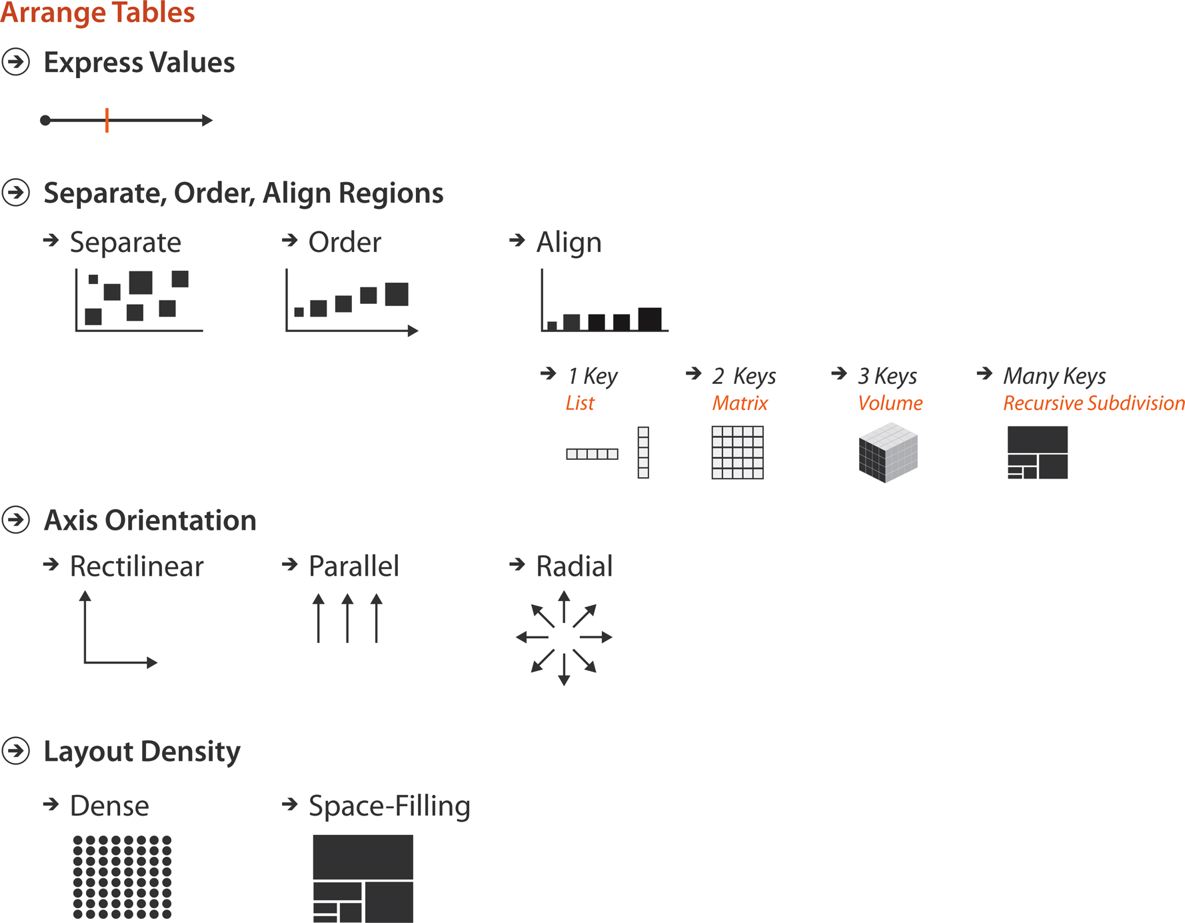 Arrange Tables
Express Values
Separate, Order, Align Regions
Separate
Order
Align
1 Key
List
2 Keys
Matrix
3 Keys
Volume
Many Keys
Recursive Subdivision
Axis Orientation
Rectilinear
Parallel
Radial
Layout Density
Dense
Space-Filling